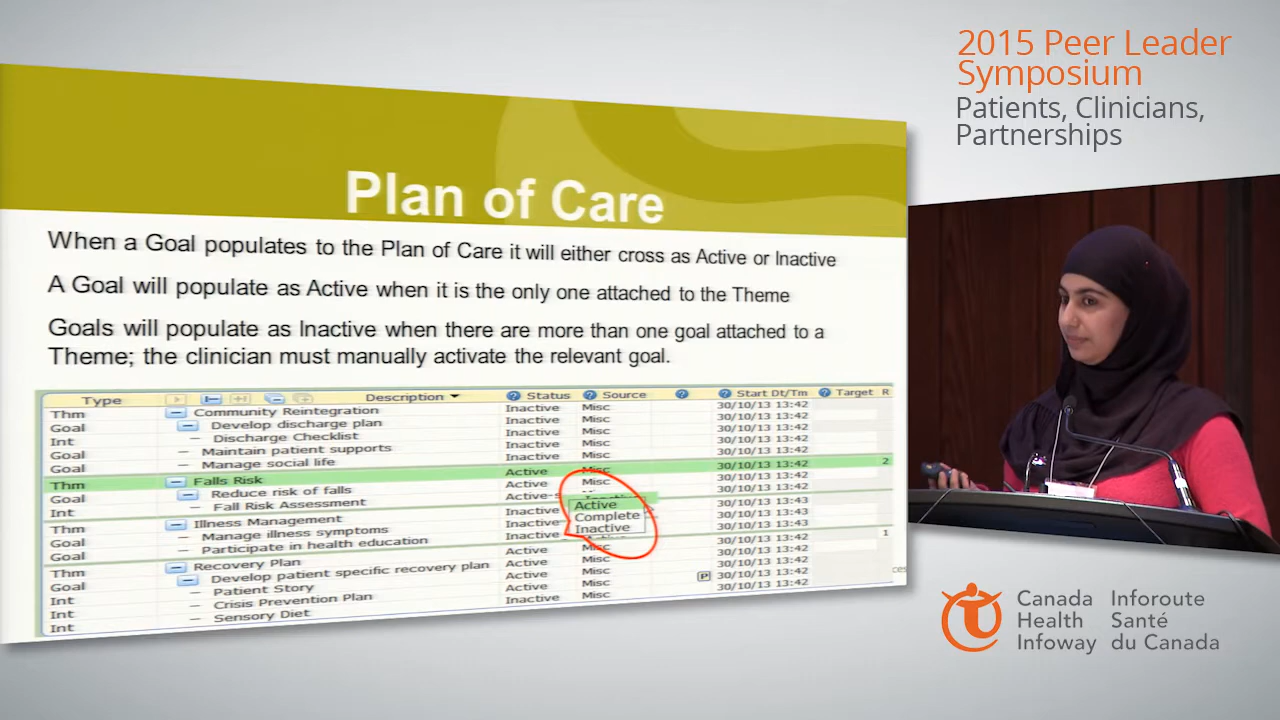 2015 Peer Leader
Symposium
Patients, Clinicians,
Partnerships
Plan of Care
When a Goal populates to the Plan of Care it will either cross as Active or Inactive
A Goal will populate as Active when it is the only one attached to the Theme
Goals will populate as Inactive when there are more than one goal attached to a
Theme; the clinician must manually activate the relevant goal.
Type Description Status Source Start Dt/Tm Target R
Thm Community Reintegration Inactive Misc 30/10/13 13:42
Goal Develop discharge plan Inactive Misc 30/10/13 13:42
Int Discharge Checklist Inactive Misc 30/10/13 13:42
Goal Maintain patient supports Inactive Misc 30/10/13 13:42
Goal Manage social life Inactive Misc 30/10/13 13:42
Thm Falls Risk Active Misc 30/10/13 13:42 2
Goal Reduce risk of falls Active Misc 30/10/13 13:42
Int Fall Risk Assessment Active 30/10/13 13:42
Thm Illness Management Inactive 30/10/13 13:43
Goal Manage illness symptoms Inactive 30/10/13 13:43
Goal Participate in health education Inactive 30/10/13 13:43
Active
Complete
Inactive
Thm Recovery Plan Active Misc 30/10/13 13:42 1
Goal Develop patient specific recovery plan Active Misc 30/10/13 13:42
Int Patient Story Active Misc 30/10/13 13:42
Int Crisis Prevention Plan Active Misc P 30/10/13 13:42
Int Sensory Diet Inactive Misc 30/10/13 13:42
Canada Inforoute
Health Santé
Infoway du Canada